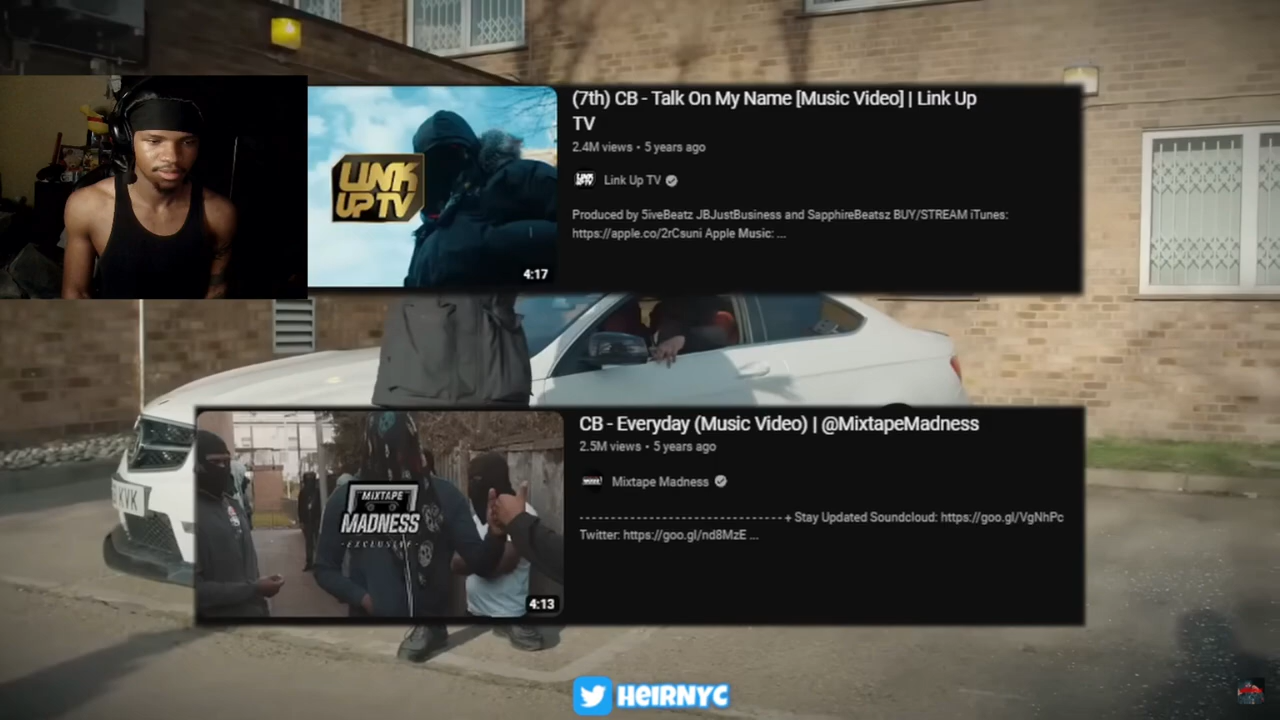 (7th) CB - Talk On My Name [Music Video] | Link Up
TV
2.4M views • 5 years ago
LINK
UP TV
Link Up TV
Produced by 5iveBeatz JBJustBusiness and SapphireBeatsz BUY/STREAM iTunes:
https://apple.co/2rCsuni Apple Music: ...
4:17
CB - Everyday (Music Video) | @MixtapeMadness
2.5M views • 5 years ago
Mixtape Madness
MIXTAPE
MADNESS
-EXCLUSIVE-
- - - - - - - - - - - - - - - - - - - - - - - - - - - - + Stay Updated Soundcloud: https://goo.gl/VgNhPc
Twitter: https://goo.gl/nd8MzE ...
4:13
KVK
HEIRNYC